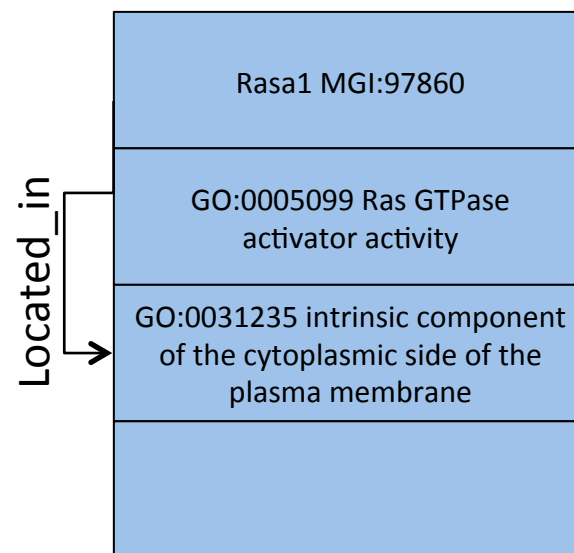 Rasa1 MGI:97860
Located_in
GO:0005099 Ras GTPase
activator activity
GO:0031235 intrinsic component
of the cytoplasmic side of the
plasma membrane